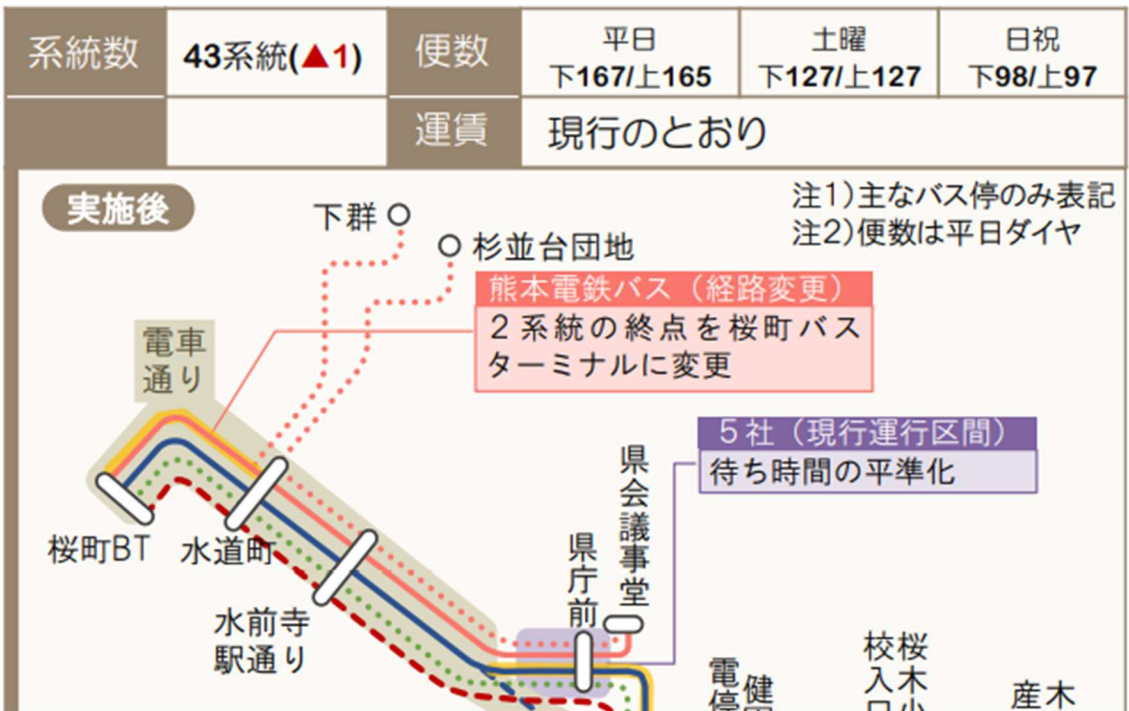 系統数
43系統(▲1)
便数
平日
下167/上165
土曜
下127/上127
日祝
下98/上97
運賃
現行のとおり
実施後
注1)主なバス停のみ表記
注2)便数は平日ダイヤ
下群
杉並台団地
熊本電鉄バス（経路変更）
２系統の終点を桜町バス
ターミナルに変更
電車
通り
５社（現行運行区間）
待ち時間の平準化
県会議事堂
県庁前
桜町BT
水道町
水前寺
駅通り
桜木
校入
電停
健
産
木